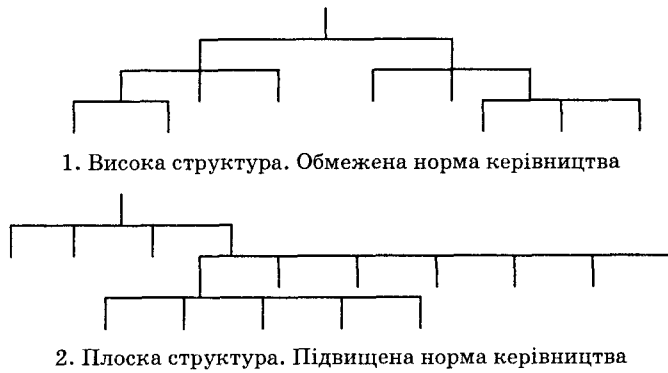 1. Висока структура. Обмежена норма керівництва
2. Плоска структура. Підвищена норма керівництва